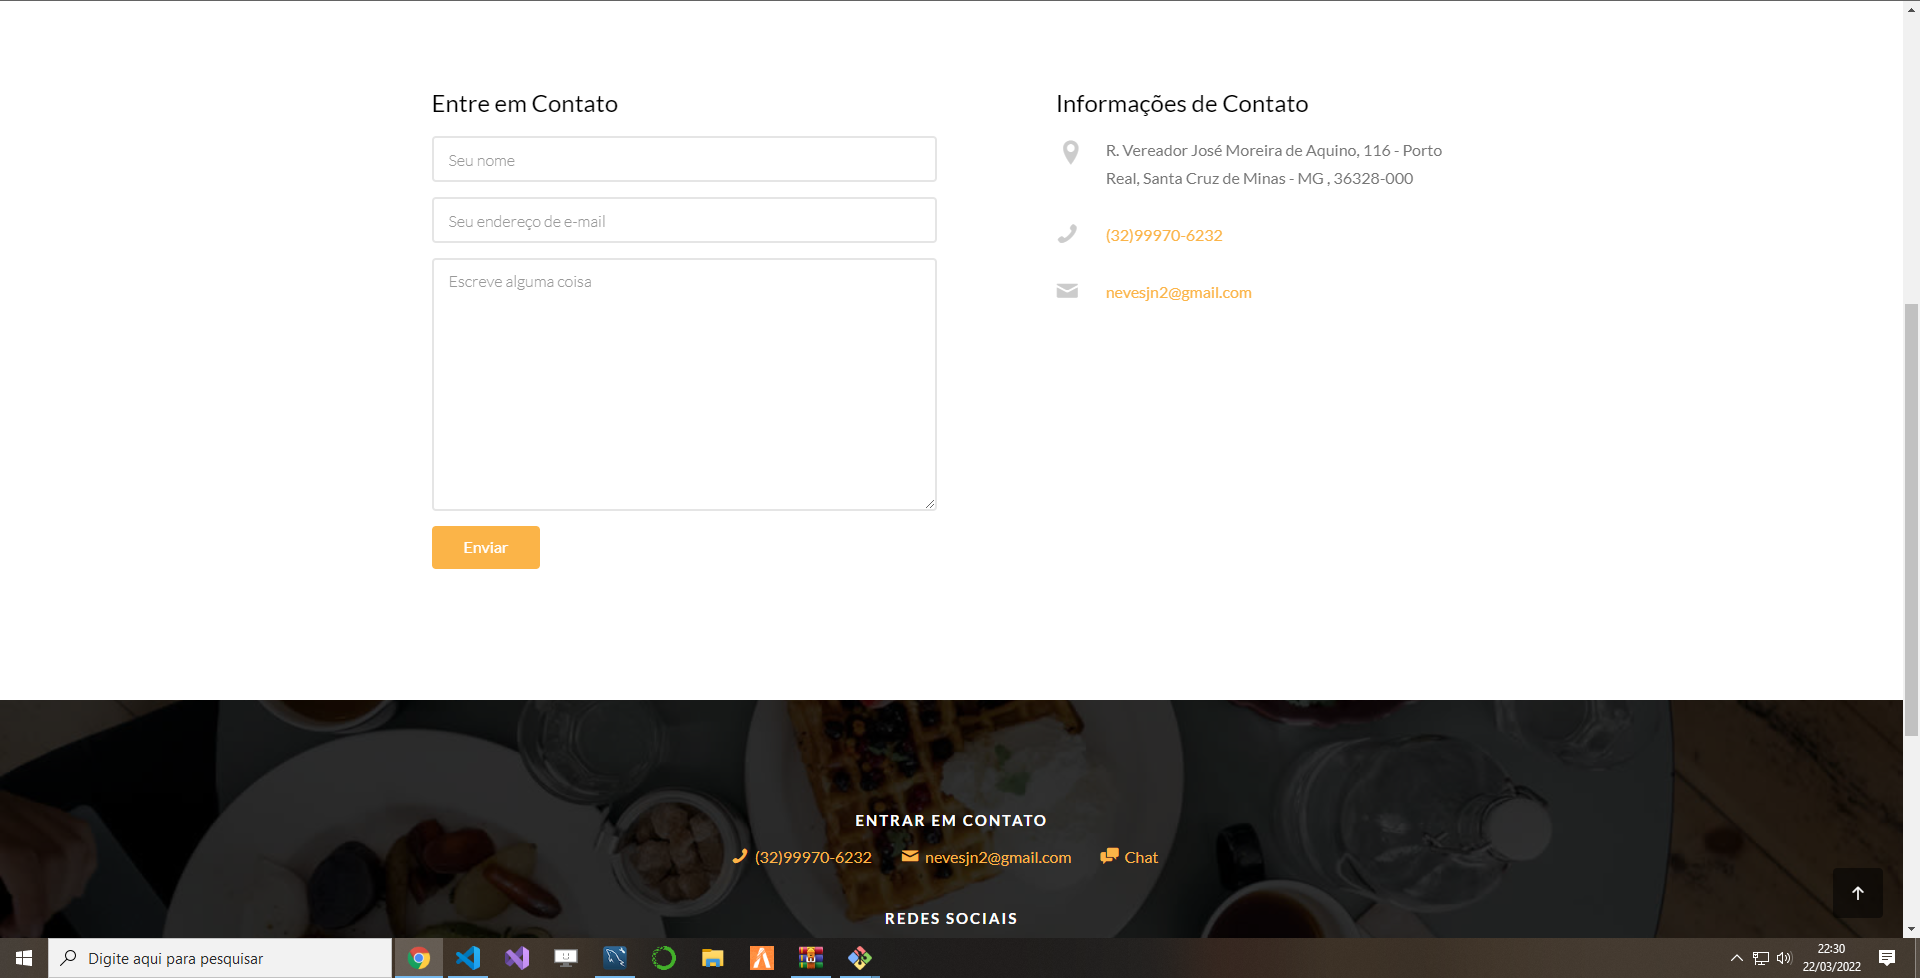 Entre em Contato
Seu nome
Seu endereço de e-mail
Escreve alguma coisa
Enviar
Informações de Contato
R. Vereador José Moreira de Aquino, 116 - Porto
Real, Santa Cruz de Minas - MG , 36328-000
(32)99970-6232
nevesjn2@gmail.com
ENTRAR EM CONTATO
(32)99970-6232 nevesjn2@gmail.com Chat
REDES SOCIAIS
Digite aqui para pesquisar
22:30
22/03/2022